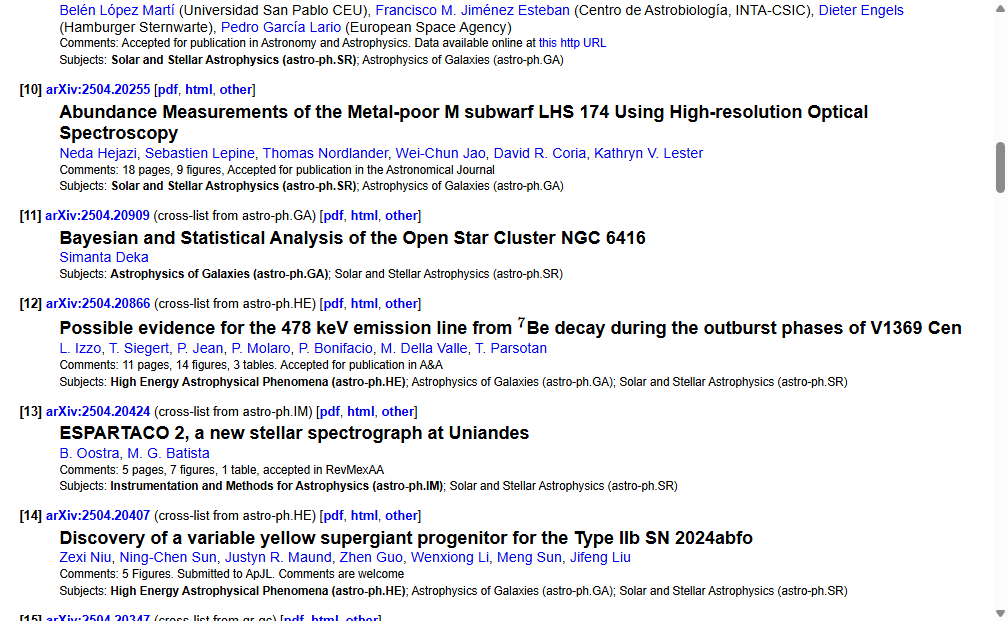 Belén López Martí (Universidad San Pablo CEU), Francisco M. Jiménez Esteban (Centro de Astrobiología, INTA-CSIC), Dieter Engels
(Hamburger Sternwarte), Pedro García Lario (European Space Agency)
Comments: Accepted for publication in Astronomy and Astrophysics. Data available online at this http URL
Subjects: Solar and Stellar Astrophysics (astro-ph.SR); Astrophysics of Galaxies (astro-ph.GA)
[10] arXiv:2504.20255 [pdf, html, other]
Abundance Measurements of the Metal-poor M subwarf LHS 174 Using High-resolution Optical
Spectroscopy
Neda Hejazi, Sebastien Lepine, Thomas Nordlander, Wei-Chun Jao, David R. Coria, Kathryn V. Lester
Comments: 18 pages, 9 figures, Accepted for publication in the Astronomical Journal
Subjects: Solar and Stellar Astrophysics (astro-ph.SR); Astrophysics of Galaxies (astro-ph.GA)
[11] arXiv:2504.20909 (cross-list from astro-ph.GA) [pdf, html, other]
Bayesian and Statistical Analysis of the Open Star Cluster NGC 6416
Simanta Deka
Subjects: Astrophysics of Galaxies (astro-ph.GA); Solar and Stellar Astrophysics (astro-ph.SR)
[12] arXiv:2504.20866 (cross-list from astro-ph.HE) [pdf, html, other]
Possible evidence for the 478 keV emission line from ⁷Be decay during the outburst phases of V1369 Cen
L. Izzo, T. Siegert, P. Jean, P. Molaro, P. Bonifacio, M. Della Valle, T. Parsotan
Comments: 11 pages, 14 figures, 3 tables. Accepted for publication in A&A
Subjects: High Energy Astrophysical Phenomena (astro-ph.HE); Astrophysics of Galaxies (astro-ph.GA); Solar and Stellar Astrophysics (astro-ph.SR)
[13] arXiv:2504.20424 (cross-list from astro-ph.IM) [pdf, html, other]
ESPARTACO 2, a new stellar spectrograph at Uniandes
B. Oostra, M. G. Batista
Comments: 5 pages, 7 figures, 1 table, accepted in RevMexAA
Subjects: Instrumentation and Methods for Astrophysics (astro-ph.IM); Solar and Stellar Astrophysics (astro-ph.SR)
[14] arXiv:2504.20407 (cross-list from astro-ph.HE) [pdf, html, other]
Discovery of a variable yellow supergiant progenitor for the Type IIb SN 2024abfo
Zexi Niu, Ning-Chen Sun, Justyn R. Maund, Zhen Guo, Wenxiong Li, Meng Sun, Jifeng Liu
Comments: 5 Figures. Submitted to ApJL. Comments are welcome
Subjects: High Energy Astrophysical Phenomena (astro-ph.HE); Astrophysics of Galaxies (astro-ph.GA); Solar and Stellar Astrophysics (astro-ph.SR)
[15] arXiv:2504.20347 (cross-list from gr-qc) [pdf, html, other]